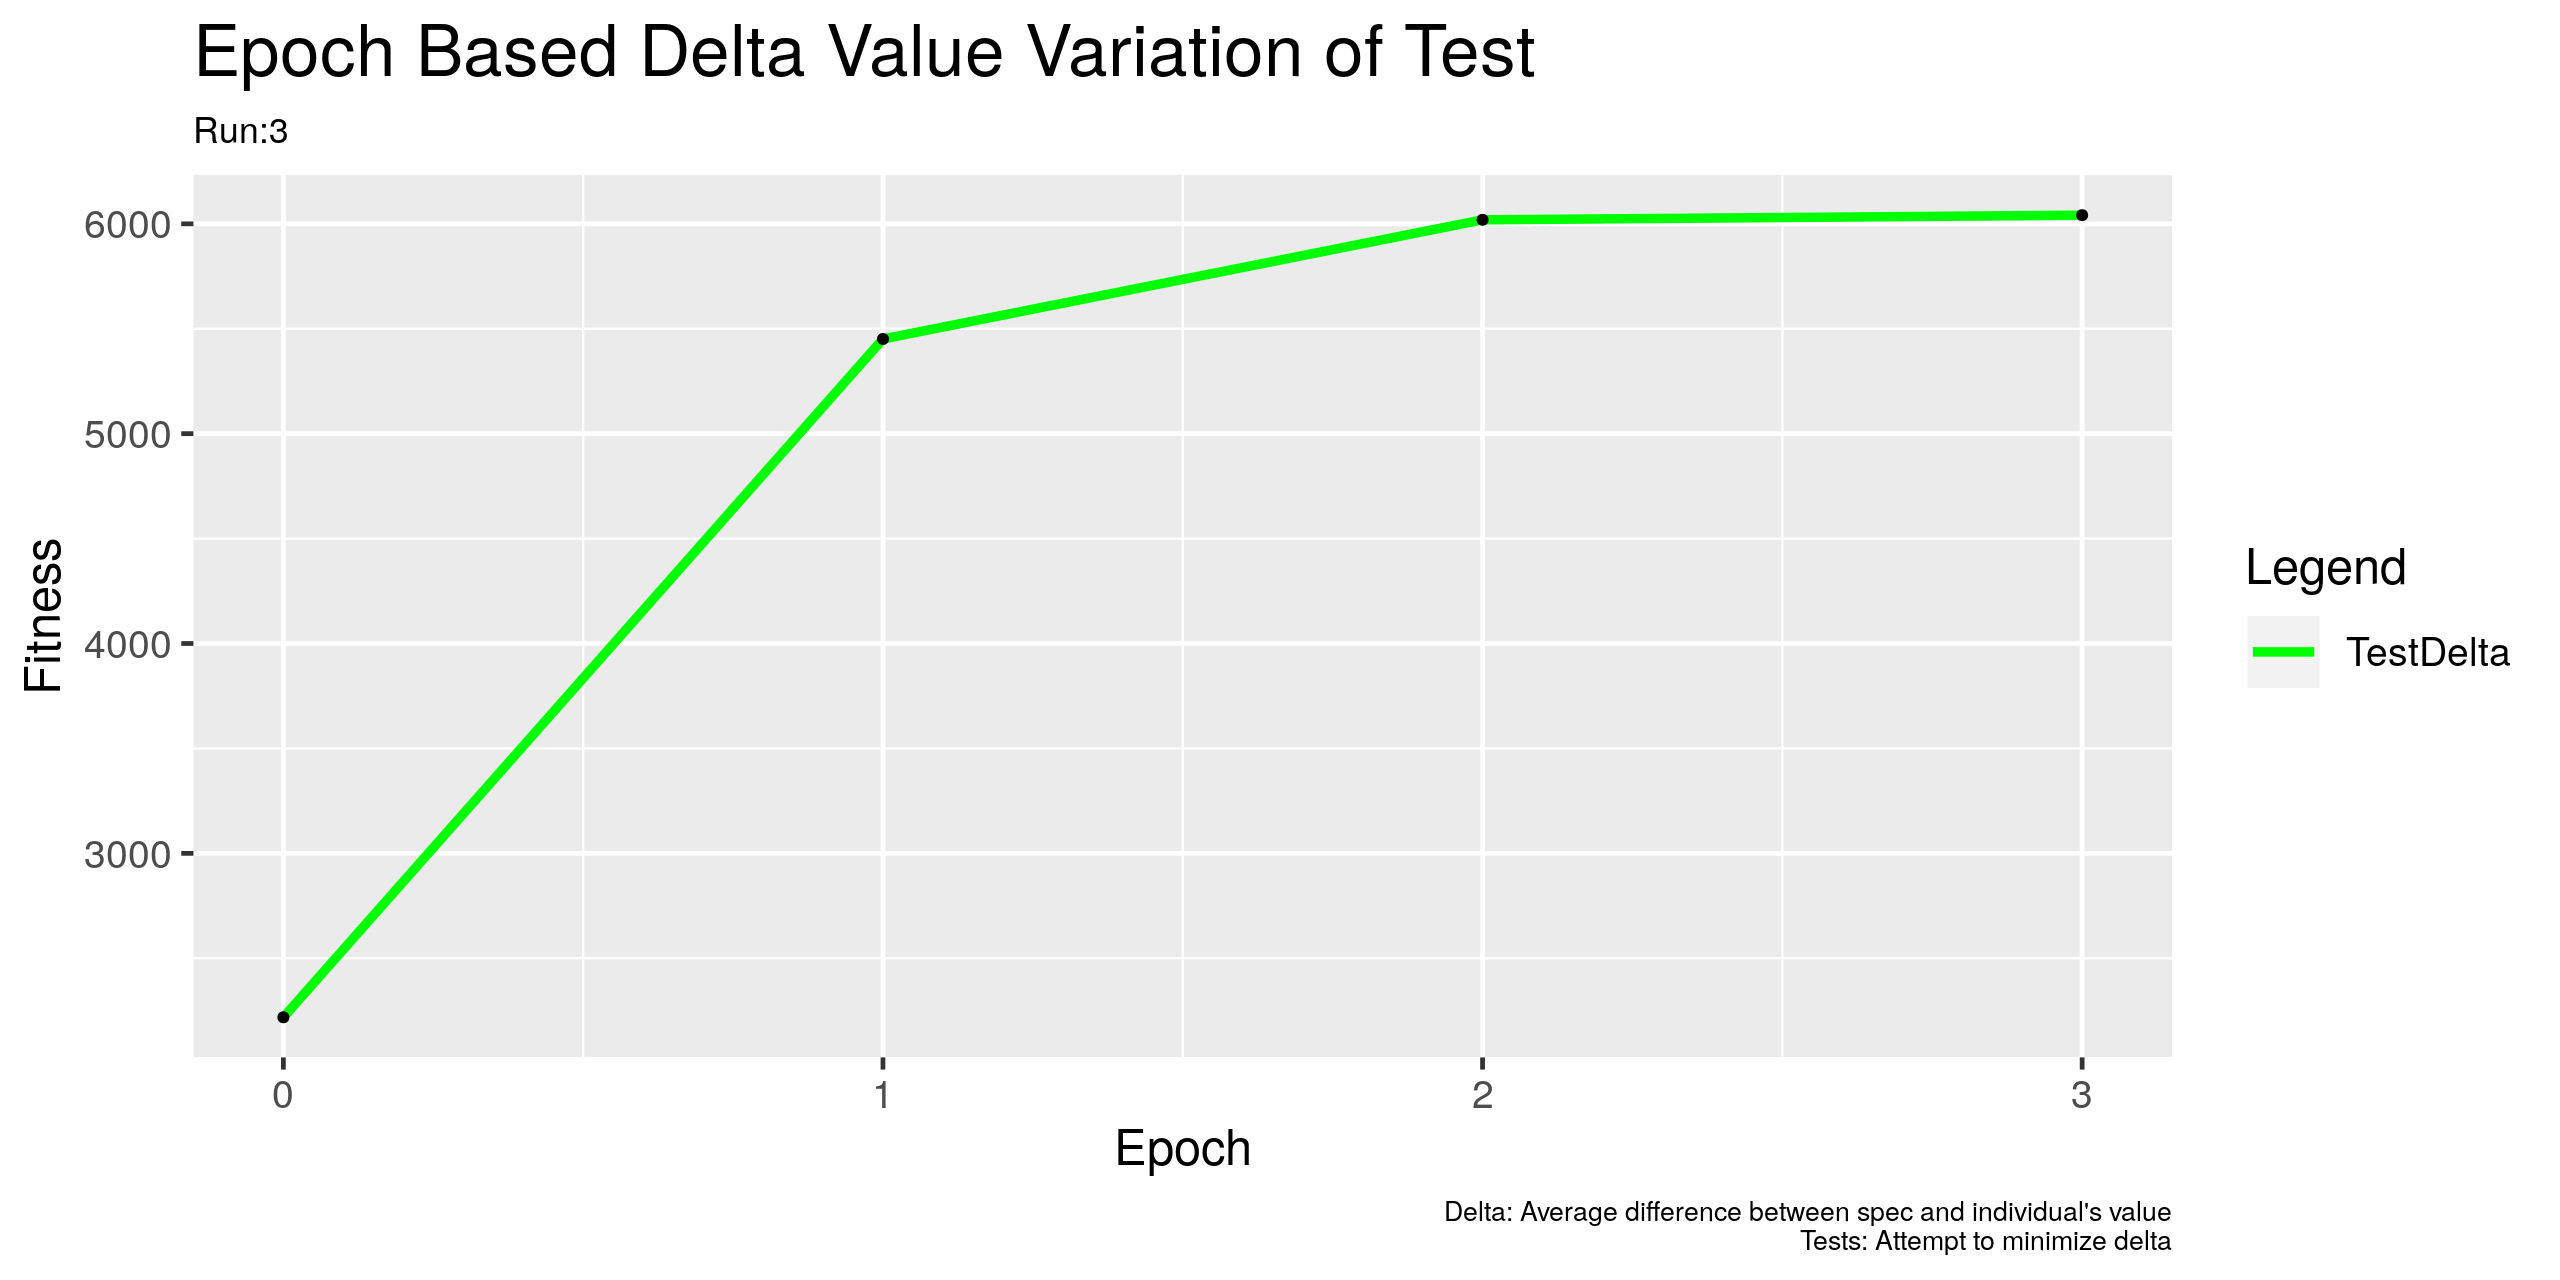 Epoch Based Delta Value Variation of Test
Run:3
6000
5000
4000
3000
Fitness
0 1 2 3
Epoch
Legend
TestDelta
Delta: Average difference between spec and individual's value
Tests: Attempt to minimize delta